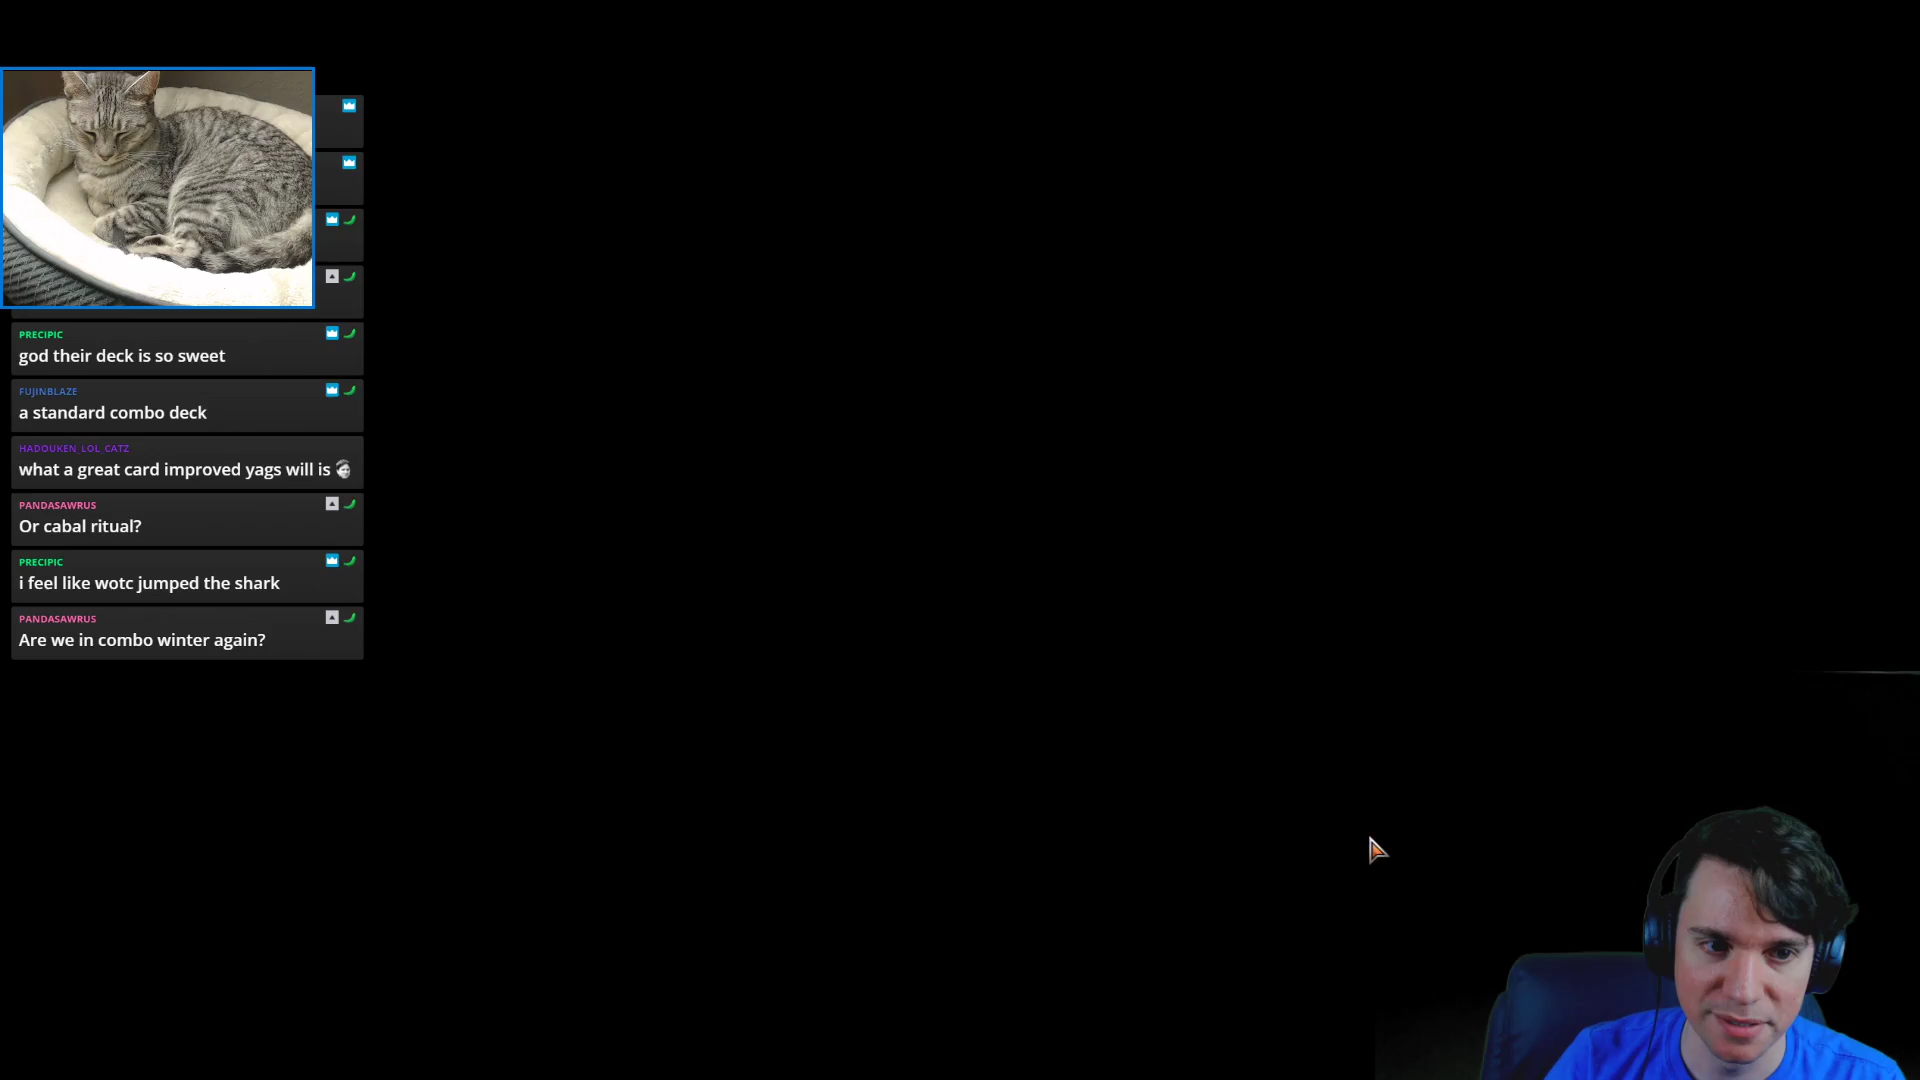 PRECIPIC
god their deck is so sweet
FUJINBLAZE
a standard combo deck
HADOUKEN_LOL_CATZ
what a great card improved yags will is
PANDASAWRUS
Or cabal ritual?
PRECIPIC
i feel like wotc jumped the shark
PANDASAWRUS
Are we in combo winter again?